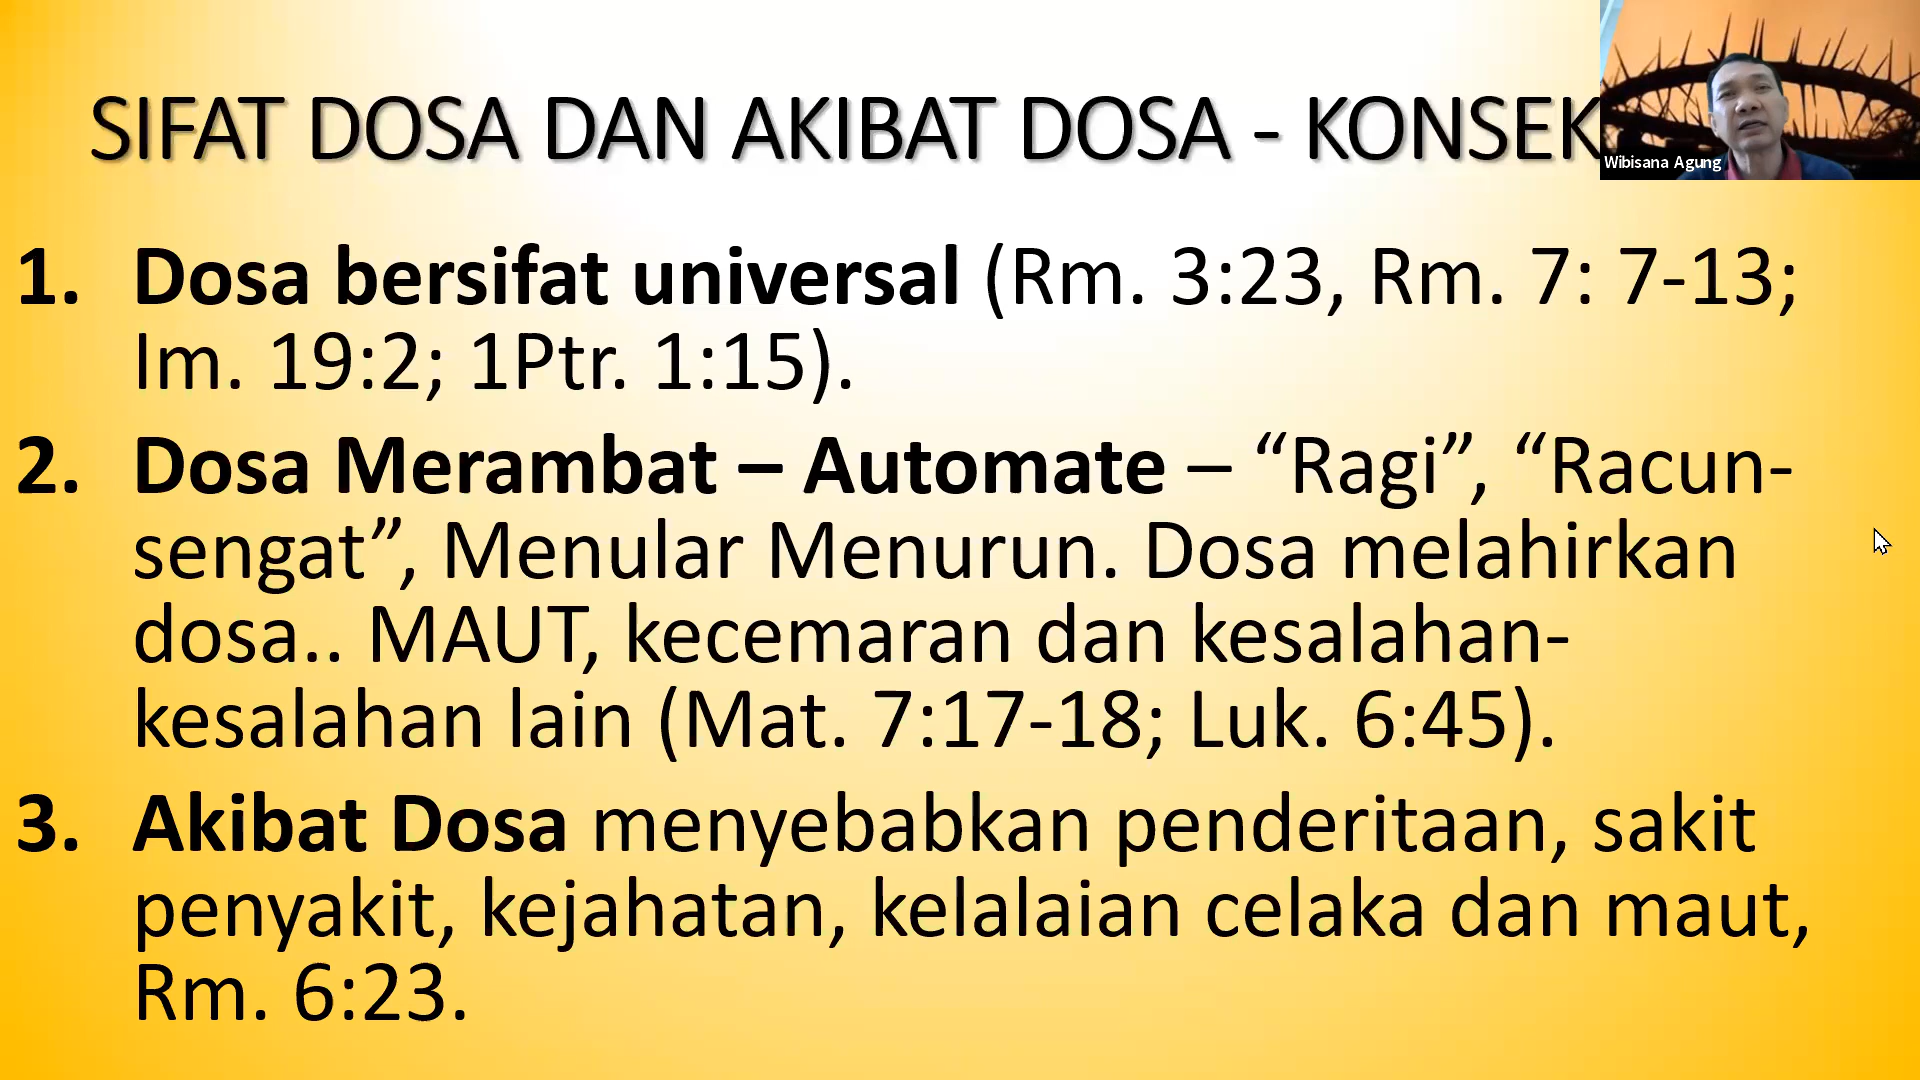 SIFAT DOSA DAN AKIBAT DOSA - KONSEK
Wibisana Agung
1. Dosa bersifat universal (Rm. 3:23, Rm. 7: 7-13;
Im. 19:2; 1Ptr. 1:15).
2. Dosa Merambat – Automate – “Ragi”, “Racun-
sengat”, Menular Menurun. Dosa melahirkan
dosa.. MAUT, kecemaran dan kesalahan-
kesalahan lain (Mat. 7:17-18; Luk. 6:45).
3. Akibat Dosa menyebabkan penderitaan, sakit
penyakit, kejahatan, kelalaian celaka dan maut,
Rm. 6:23.